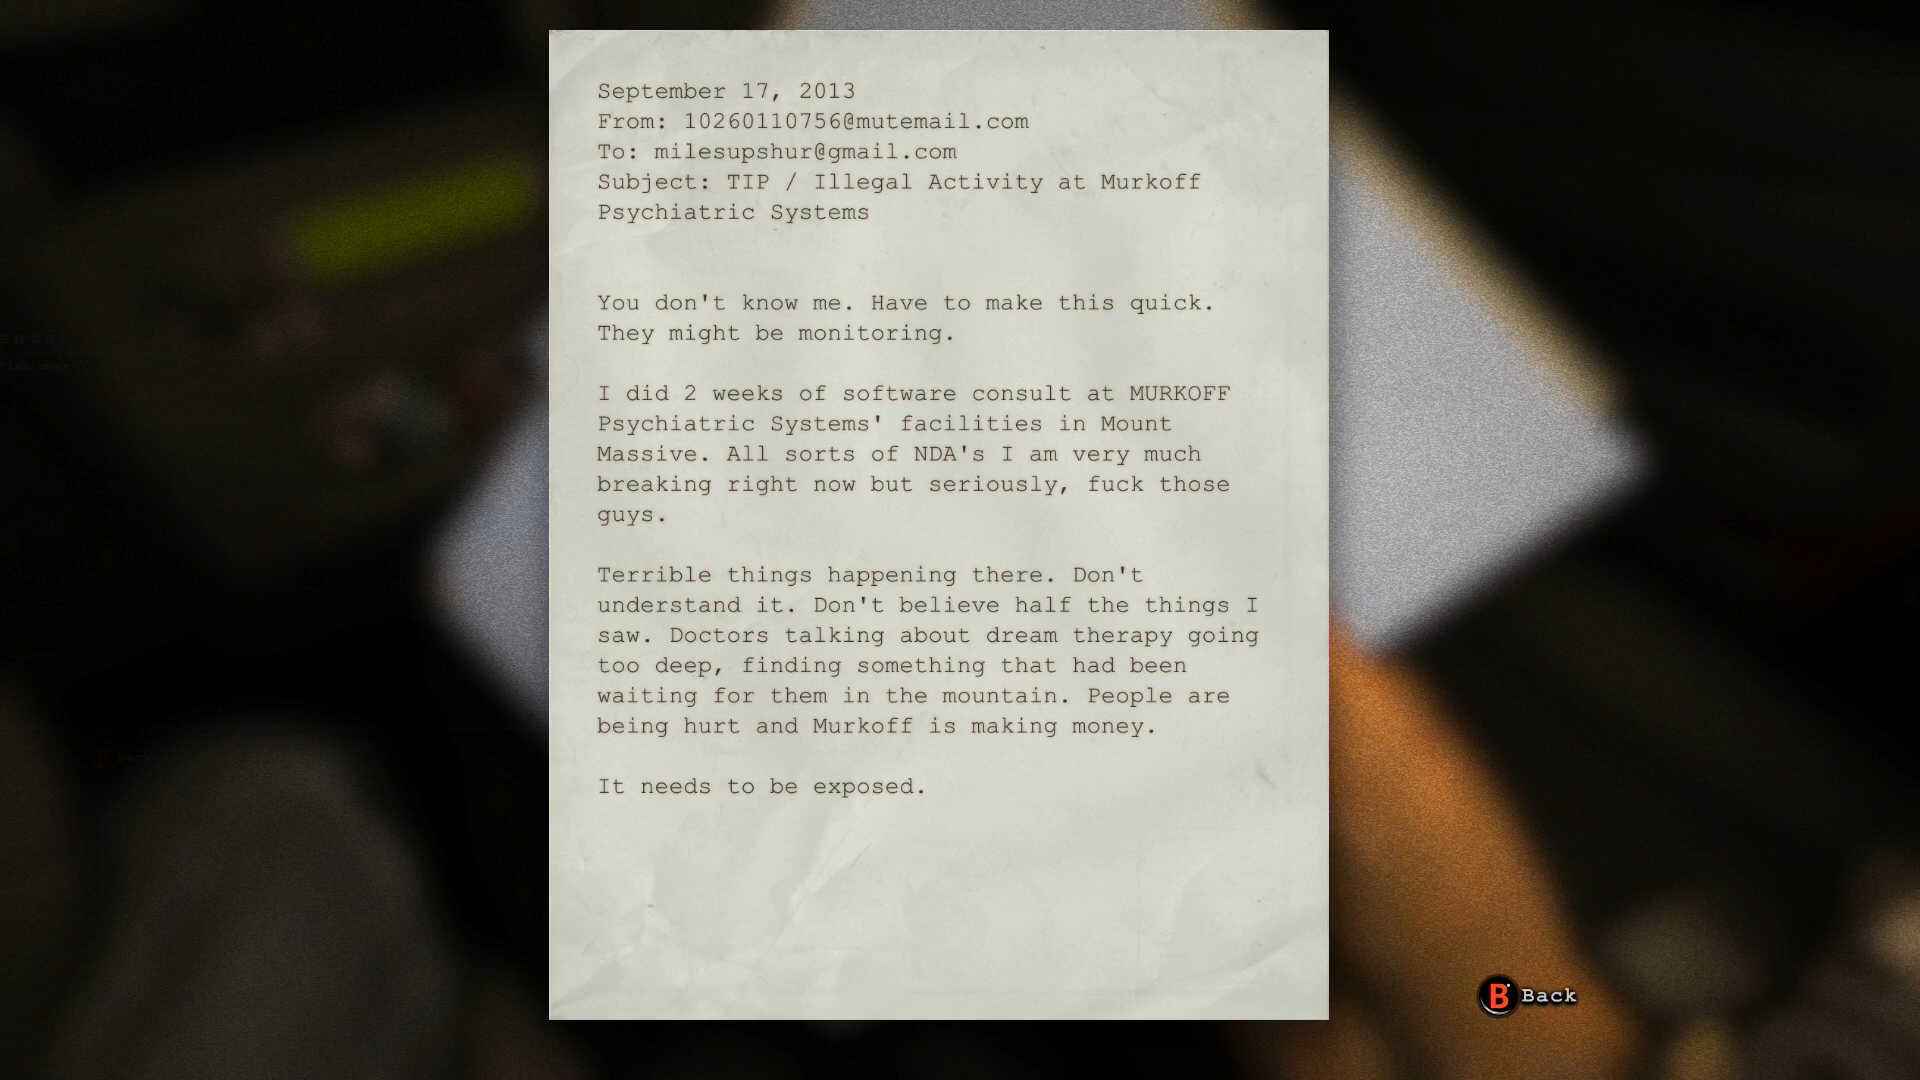 September 17, 2013
From: 10260110756@mutemail.com
To: milesupshur@gmail.com
Subject: TIP / Illegal Activity at Murkoff
Psychiatric Systems
You don't know me. Have to make this quick.
They might be monitoring.
I did 2 weeks of software consult at MURKOFF
Psychiatric Systems' facilities in Mount
Massive. All sorts of NDA's I am very much
breaking right now but seriously, fuck those
guys.
Terrible things happening there. Don't
understand it. Don't believe half the things I
saw. Doctors talking about dream therapy going
too deep, finding something that had been
waiting for them in the mountain. People are
being hurt and Murkoff is making money.
It needs to be exposed.
B Back
Back